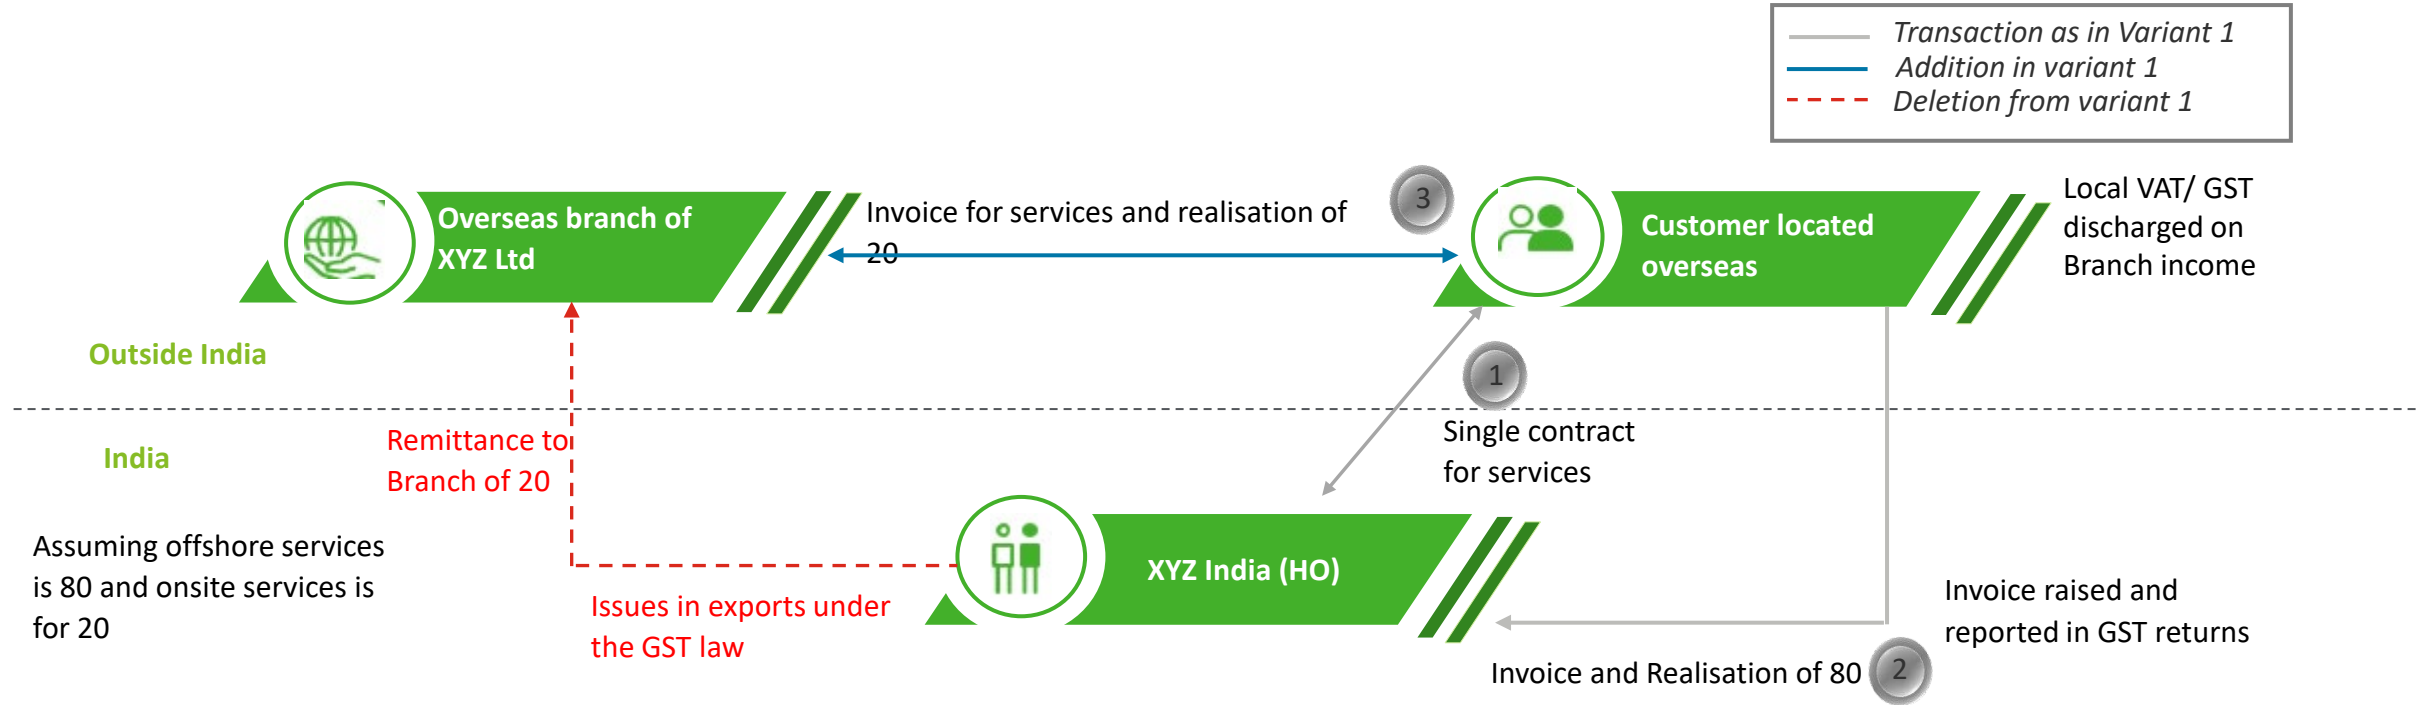 Transaction as in Variant 1
Addition in variant 1
Deletion from variant 1
Overseas branch of
XYZ Ltd
Invoice for services and realisation of
20
3
Customer located
overseas
Local VAT/ GST
discharged on
Branch income
Outside India
1
India
Remittance to
Branch of 20
Single contract
for services
Assuming offshore services
is 80 and onsite services is
for 20
XYZ India (HO)
Issues in exports under
the GST law
Invoice raised and
reported in GST returns
Invoice and Realisation of 80
2